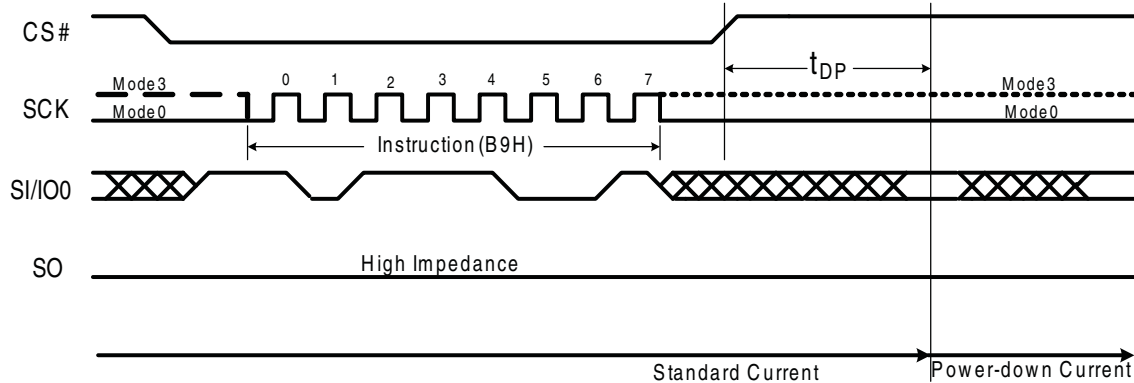 CS#
tDP
SCK
Mode3
Mode0
0 1 2 3 4 5 6 7
Mode3
Mode0
Instruction(B9H)
SI/IO0
SO
High Impedance
Standard Current
Power-down Current